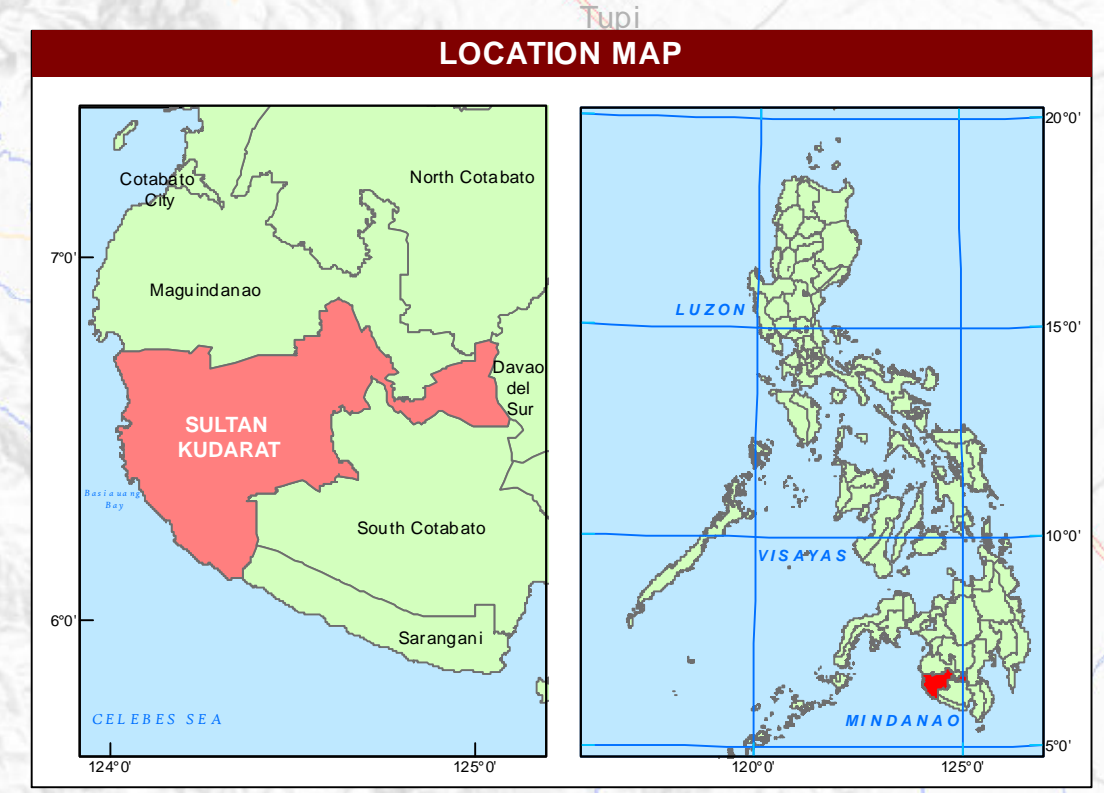 Tupi
LOCATION MAP
Cotabato
City
North Cotabato
7°0'
Maguindanao
Davao
del
Sur
SULTAN
KUDARAT
Basiauang
Bay
South Cotabato
6°0'
Sarangani
CELEBES SEA
124°0'
125°0'
20°0'
LUZON
15°0'
10°0'
VISAYAS
MINDANAO
5°0'
120°0'
125°0'